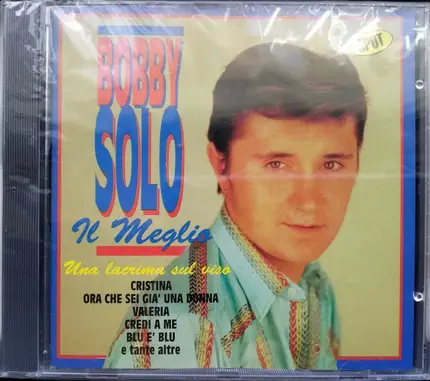 BOBBY
SOLO
Il Meglio
Una lacrima sul viso
CRISTINA
ORA CHE SEI GIA' UNA DONNA
VALERIA
CREDI A ME
BLU E' BLU
e tante altre